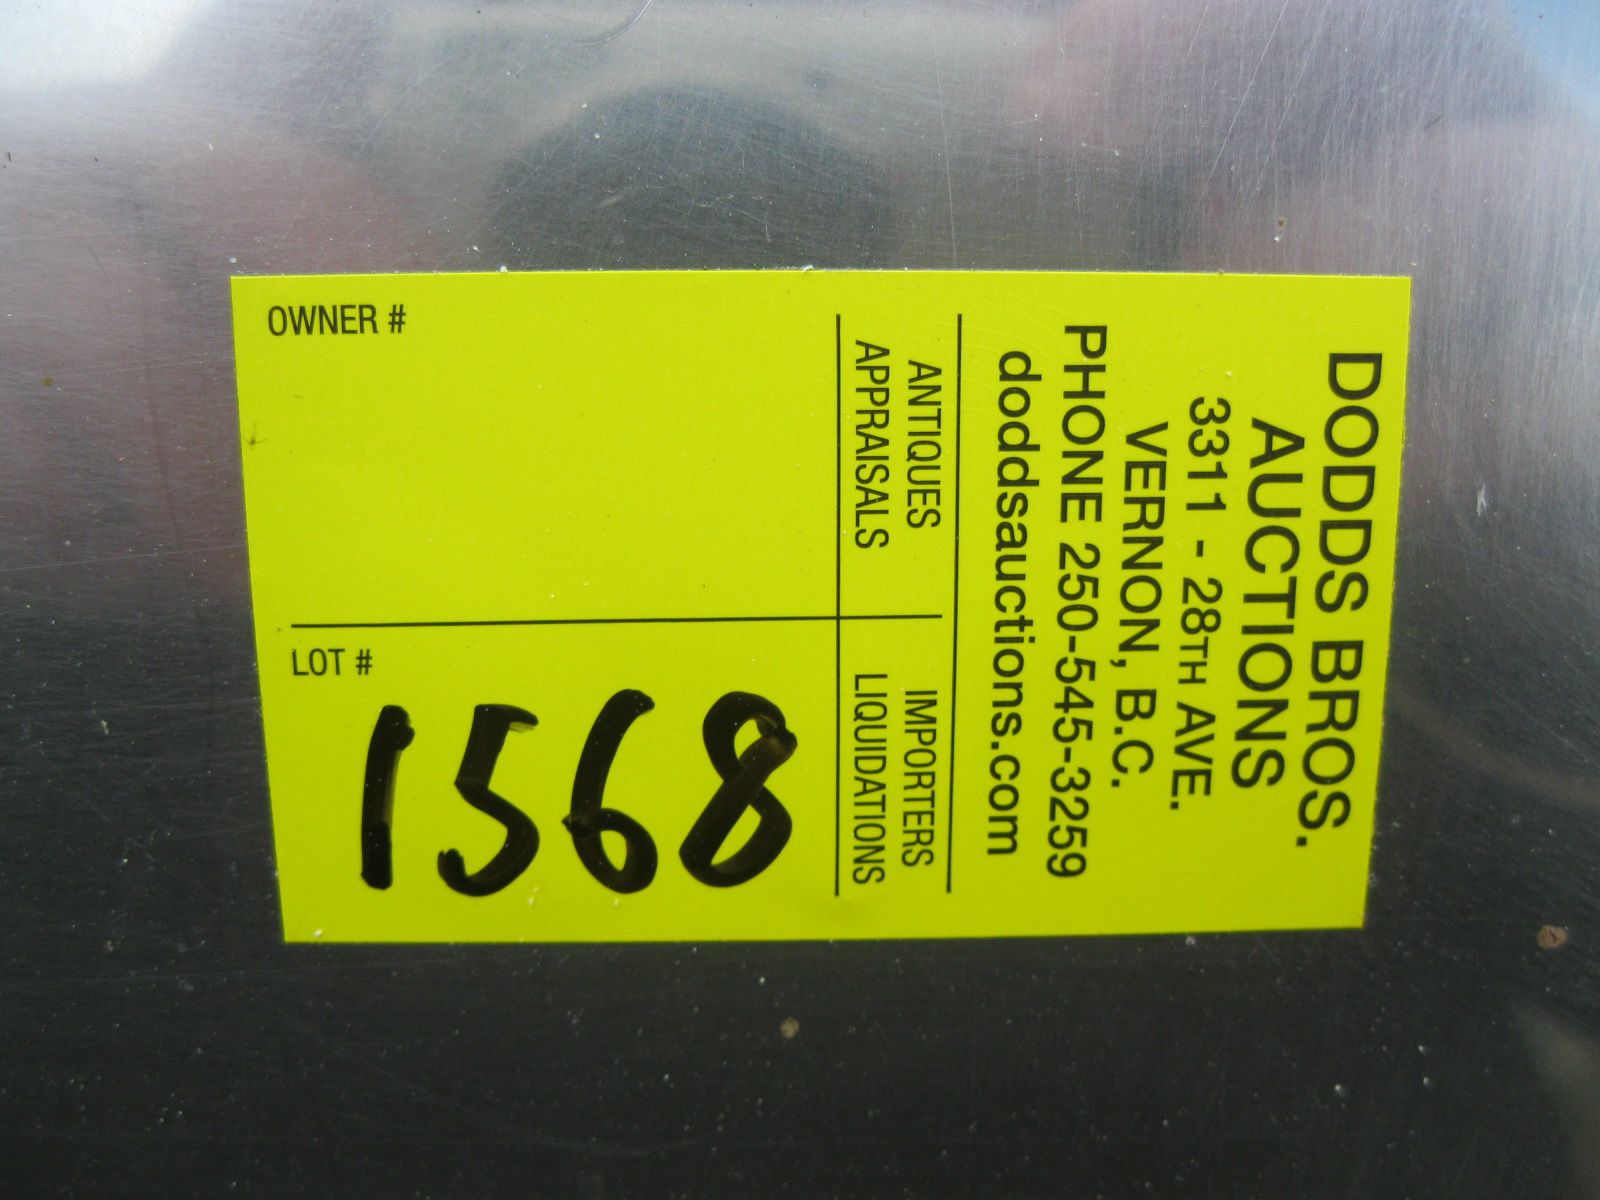 DODDS BROS.
AUCTIONS
3311 - 28TH AVE.
VERNON, B.C.
PHONE 250-545-3259
doddsauctions.com
ANTIQUES
APPRAISALS
IMPORTERS
LIQUIDATIONS
OWNER #
LOT #
1568